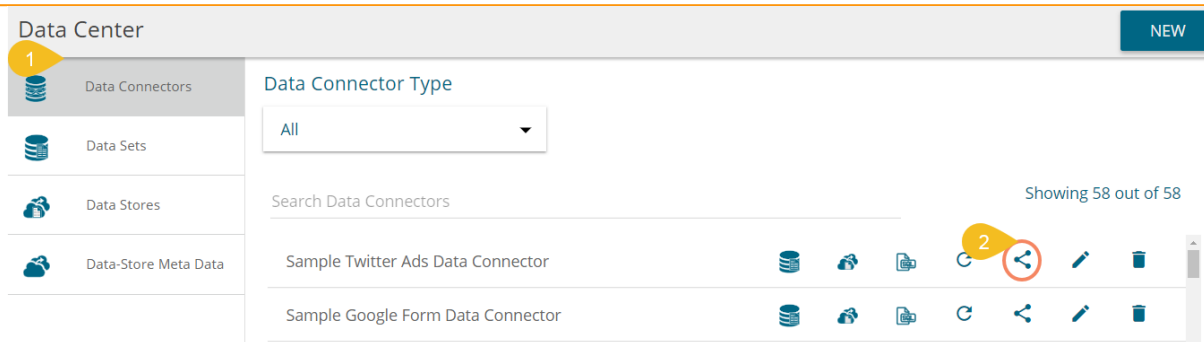 Data Center
NEW
1
Data Connectors
Data Sets
Data Stores
Data-Store Meta Data
Data Connector Type
All
Search Data Connectors
Showing 58 out of 58
2
Sample Twitter Ads Data Connector
Sample Google Form Data Connector